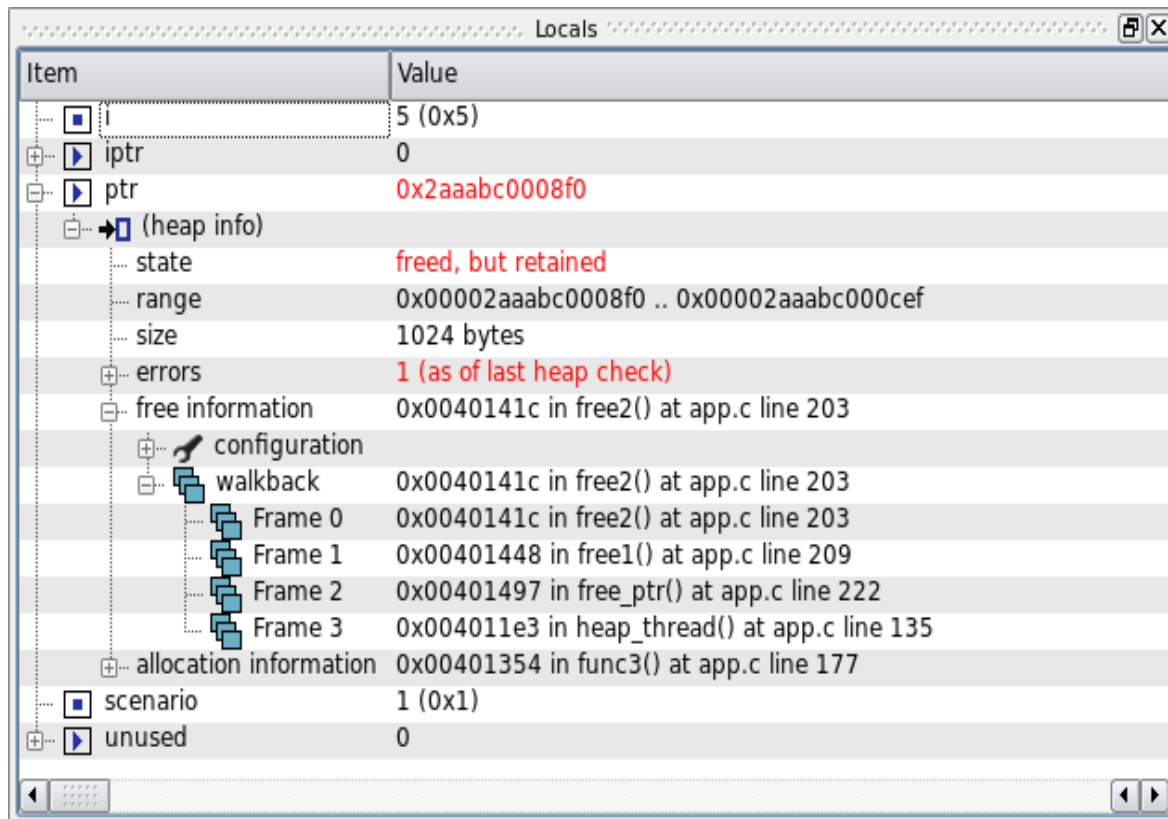 Locals
Item Value
i 5 (0x5)
iptr 0
ptr 0x2aaabc0008f0
(heap info)
state freed, but retained
range 0x00002aaabc0008f0 .. 0x00002aaabc000cef
size 1024 bytes
errors 1 (as of last heap check)
free information 0x0040141c in free2() at app.c line 203
configuration
walkback 0x0040141c in free2() at app.c line 203
Frame 0 0x0040141c in free2() at app.c line 203
Frame 1 0x00401448 in free1() at app.c line 209
Frame 2 0x00401497 in free_ptr() at app.c line 222
Frame 3 0x004011e3 in heap_thread() at app.c line 135
allocation information 0x00401354 in func3() at app.c line 177
scenario 1 (0x1)
unused 0